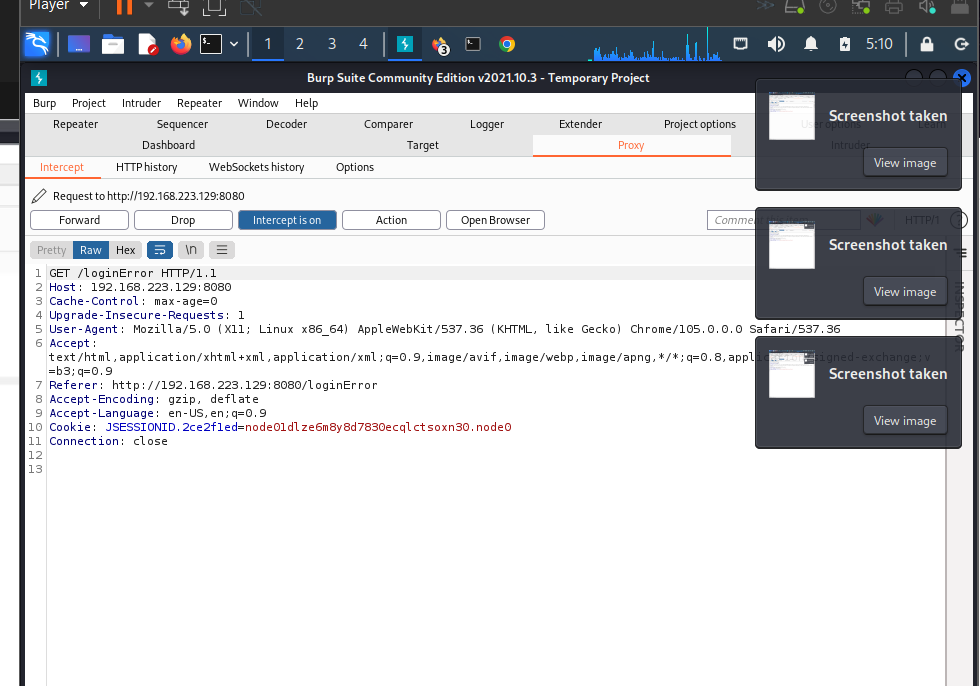 Player
1 2 3 4
3
5:10
Burp Suite Community Edition v2021.10.3 - Temporary Project
Burp Project Intruder Repeater Window Help
Repeater Sequencer Decoder Comparer Logger Extender Project options User options Learn
Dashboard Target Proxy Intruder
Intercept HTTP history WebSockets history Options
Request to http://192.168.223.129:8080
Forward Drop Intercept is on Action Open Browser Comment HTTP/1 ?
Pretty Raw Hex \n
INSPECTOR
1 GET /loginError HTTP/1.1
2 Host: 192.168.223.129:8080
3 Cache-Control: max-age=0
4 Upgrade-Insecure-Requests: 1
5 User-Agent: Mozilla/5.0 (X11; Linux x86_64) AppleWebKit/537.36 (KHTML, like Gecko) Chrome/105.0.0.0 Safari/537.36
6 Accept:
text/html,application/xhtml+xml,application/xml;q=0.9,image/avif,image/webp,image/apng,*/*;q=0.8,application/signed-exchange;v
=b3;q=0.9
7 Referer: http://192.168.223.129:8080/loginError
8 Accept-Encoding: gzip, deflate
9 Accept-Language: en-US,en;q=0.9
10 Cookie: JSESSIONID.2ce2f1ed=node01dlze6m8y8d7830ecqlctsoxn30.node0
11 Connection: close
12
13
Screenshot taken
View image
Screenshot taken
View image
Screenshot taken
View image